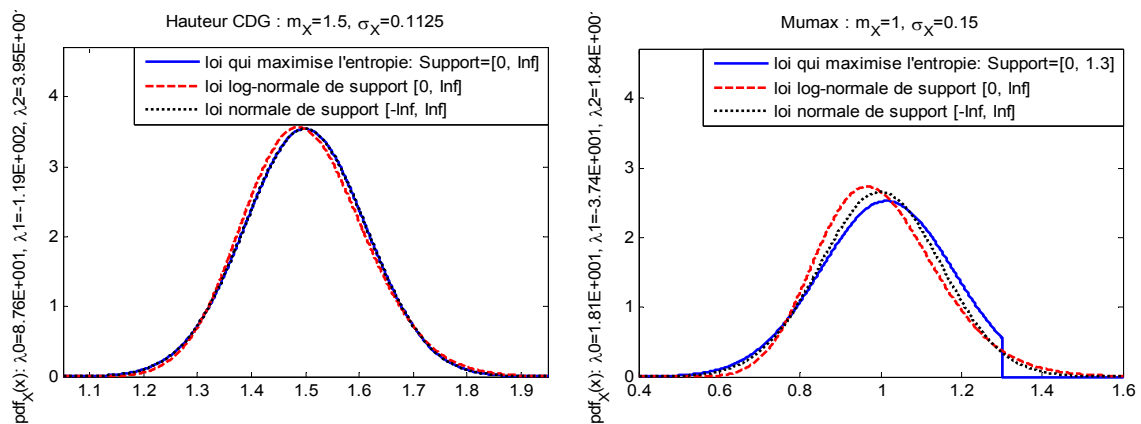 Hauteur CDG : mX=1.5, σX=0.1125
pdfX(x): λ0=8.76E+001, λ1=-1.19E+002, λ2=3.95E+00
loi qui maximise l'entropie: Support=[0, Inf]
loi log-normale de support [0, Inf]
loi normale de support [-Inf, Inf]
4
3
2
1
0
1.1 1.2 1.3 1.4 1.5 1.6 1.7 1.8 1.9
Mumax : mX=1, σX=0.15
pdfX(x): λ0=1.81E+001, λ1=-3.74E+001, λ2=1.84E+00
loi qui maximise l'entropie: Support=[0, 1.3]
loi log-normale de support [0, Inf]
loi normale de support [-Inf, Inf]
4
3
2
1
0
0.4 0.6 0.8 1 1.2 1.4 1.6